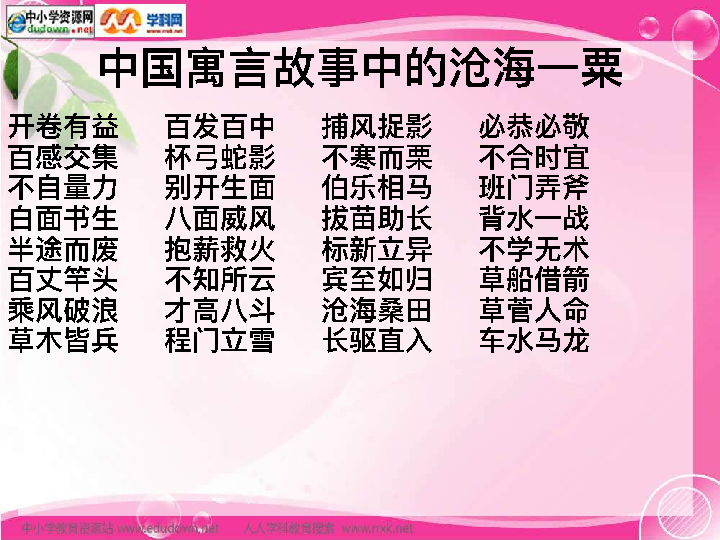 中小学资源网
edudown.net
学科网
www.nxk.net
中国寓言故事中的沧海一粟
开卷有益 百发百中 捕风捉影 必恭必敬
百感交集 杯弓蛇影 不寒而栗 不合时宜
不自量力 别开生面 伯乐相马 班门弄斧
白面书生 八面威风 拔苗助长 背水一战
半途而废 抱薪救火 标新立异 不学无术
百丈竿头 不知所云 宾至如归 草船借箭
乘风破浪 才高八斗 沧海桑田 草菅人命
草木皆兵 程门立雪 长驱直入 车水马龙
中小学教育资源站 www.edudown.net 人人学科教育搜索 www.rrxk.net